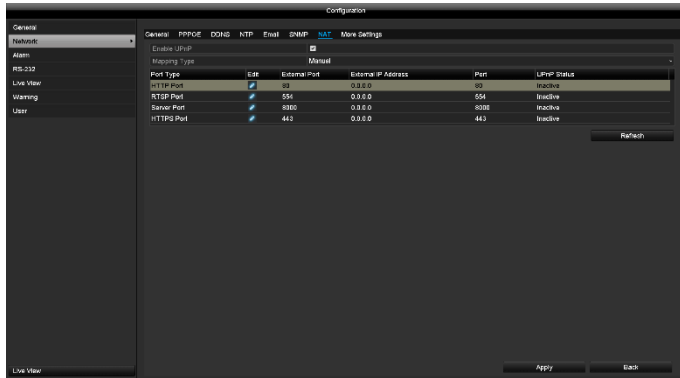 Configuration
General
Network
Alarm
RS-232
Live View
Warning
User
General PPPOE DDNS NTP Email SNMP NAT More Settings
Enable UPnP
Mapping Type Manual
Port Type Edit External Port External IP Address Port UPnP Status
HTTP Port 80 0.0.0.0 80 Inactive
RTSP Port 554 0.0.0.0 554 Inactive
Server Port 8000 0.0.0.0 8000 Inactive
HTTPS Port 443 0.0.0.0 443 Inactive
Refresh
Live View Apply Back